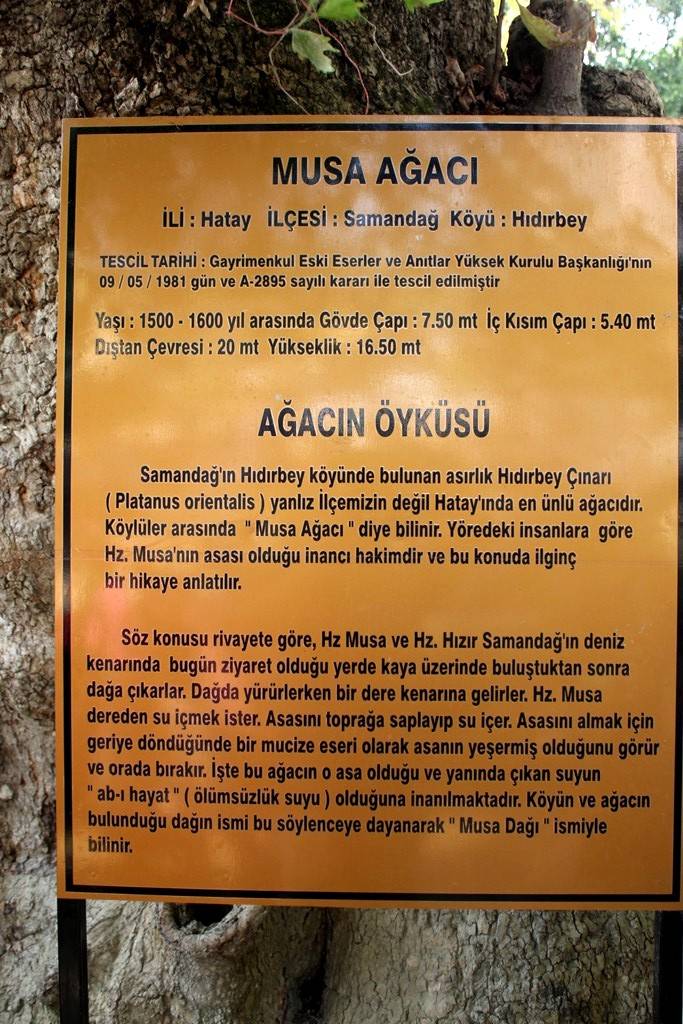 MUSA AĞACI
İLİ : Hatay İLÇESİ : Samandağ Köyü : Hıdırbey
TESCİL TARİHİ : Gayrimenkul Eski Eserler ve Anıtlar Yüksek Kurulu Başkanlığı'nın
09 / 05 / 1981 gün ve A-2895 sayılı kararı ile tescil edilmiştir
Yaşı : 1500 - 1600 yıl arasında Gövde Çapı : 7.50 mt İç Kısım Çapı : 5.40 mt
Dıştan Çevresi : 20 mt Yükseklik : 16.50 mt
AĞACIN ÖYKÜSÜ
Samandağ'ın Hıdırbey köyünde bulunan asırlık Hıdırbey Çınarı
( Platanus orientalis ) yanlız İlçemizin değil Hatay'ında en ünlü ağacıdır.
Köylüler arasında " Musa Ağacı " diye bilinir. Yöredeki insanlara göre
Hz. Musa'nın asası olduğu inancı hakimdir ve bu konuda ilginç
bir hikaye anlatılır.
Söz konusu rivayete göre, Hz Musa ve Hz. Hızır Samandağ'ın deniz
kenarında bugün ziyaret olduğu yerde kaya üzerinde buluştuktan sonra
dağa çıkarlar. Dağda yürürlerken bir dere kenarına gelirler. Hz. Musa
dereden su içmek ister. Asasını toprağa saplayıp su içer. Asasını almak için
geriye döndüğünde bir mucize eseri olarak asanın yeşermiş olduğunu görür
ve orada bırakır. İşte bu ağacın o asa olduğu ve yanında çıkan suyun
" ab-ı hayat " ( ölümsüzlük suyu ) olduğuna inanılmaktadır. Köyün ve ağacın
bulunduğu dağın ismi bu söylenceye dayanarak " Musa Dağı " ismiyle
bilinir.